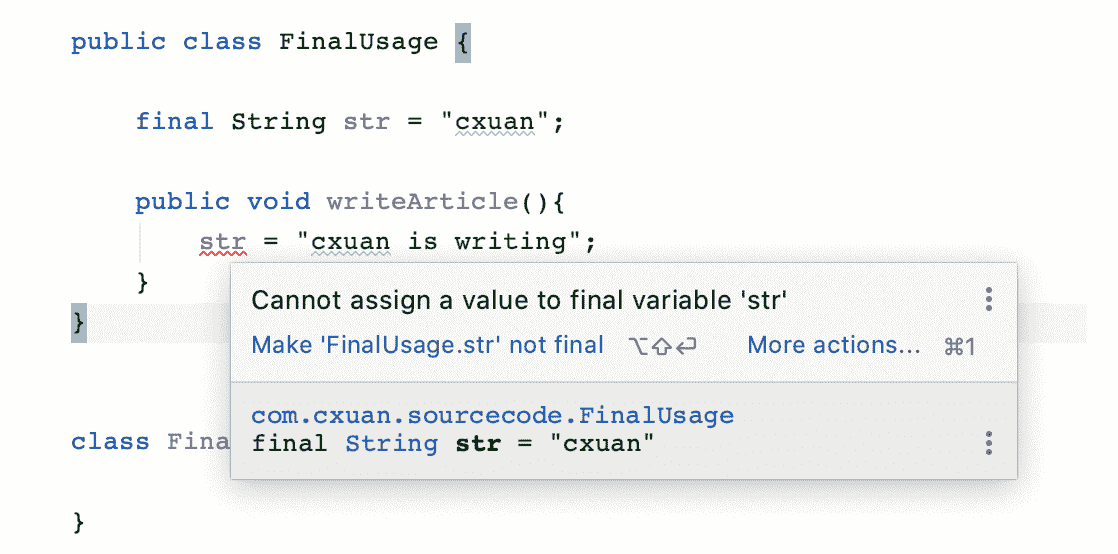 public class FinalUsage {
final String str = "cxuan";
public void writeArticle(){
str = "cxuan is writing";
}
Cannot assign a value to final variable 'str'
}
Make 'FinalUsage.str' not final ⌥⇧↩ More actions... ⌘1
com.cxuan.sourcecode.FinalUsage
class Fina
final String str = "cxuan"
}